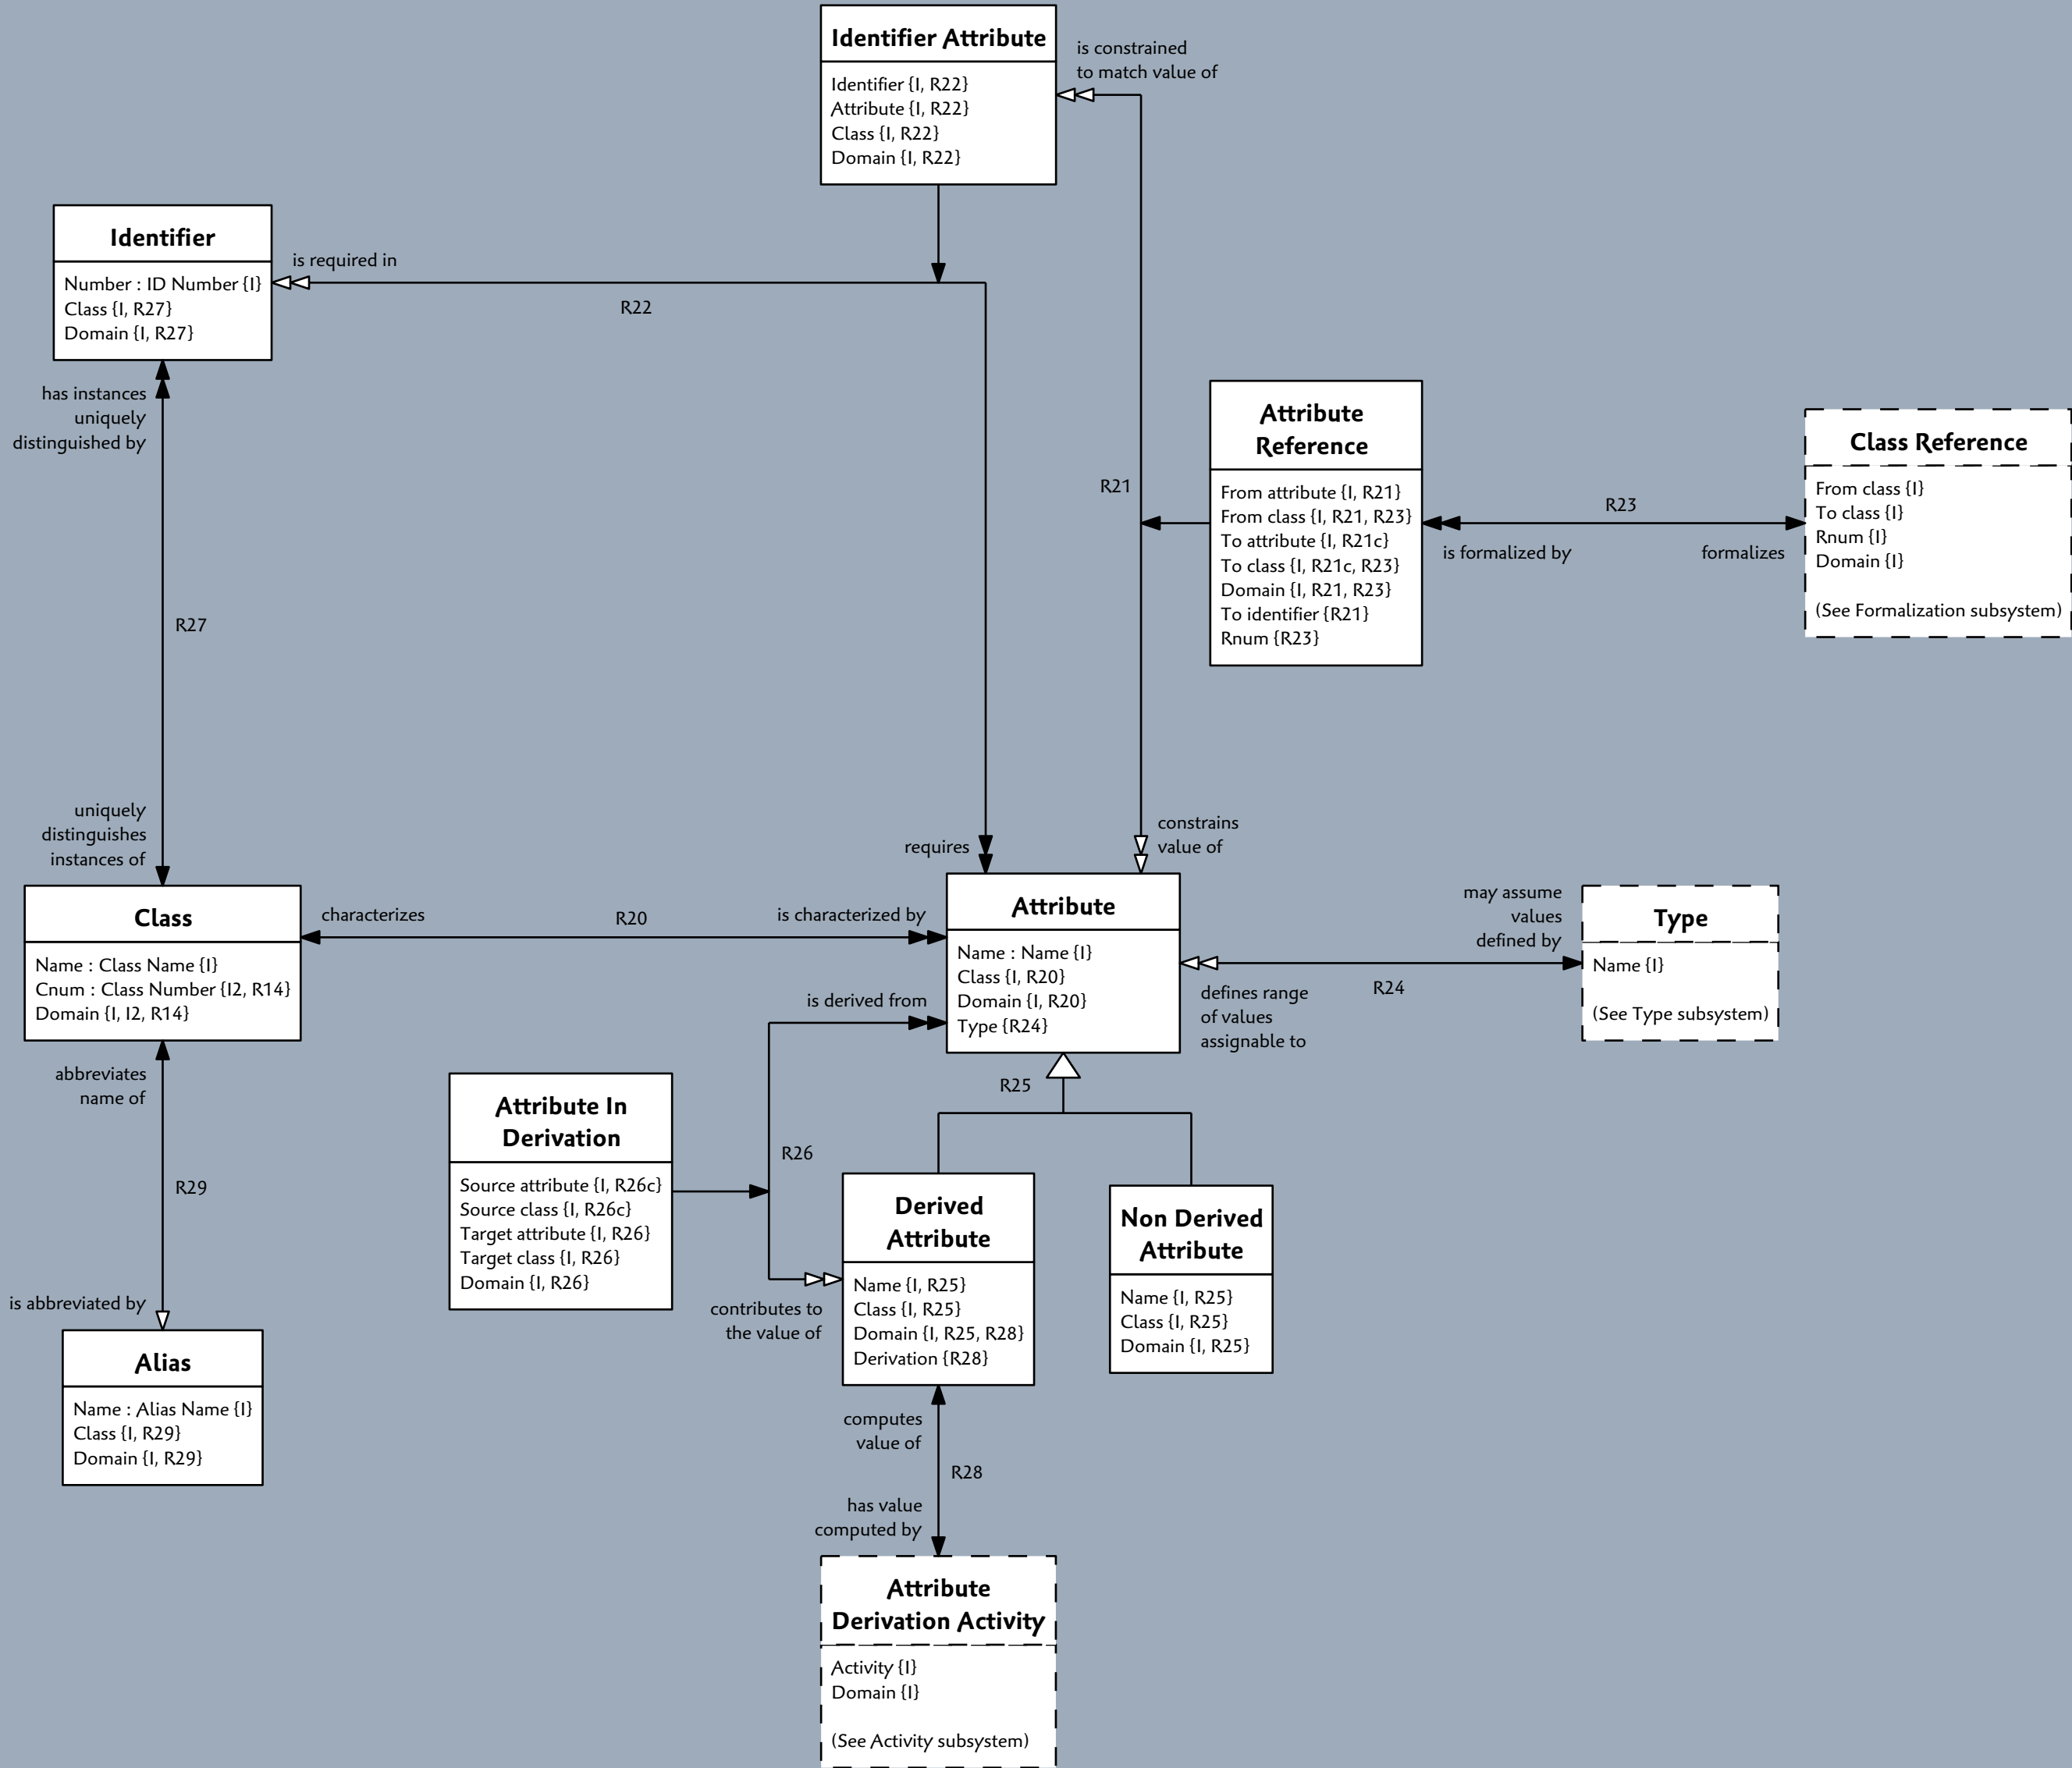 Identifier Attribute
Identifier {I, R22}
Attribute {I, R22}
Class {I, R22}
Domain {I, R22}
is constrained
to match value of
Identifier
Number : ID Number {I}
Class {I, R27}
Domain {I, R27}
is required in
R22
has instances
uniquely
distinguished by
R27
uniquely
distinguishes
instances of
R21
Attribute
Reference
From attribute {I, R21}
From class {I, R21, R23}
To attribute {I, R21c}
To class {I, R21c, R23}
Domain {I, R21, R23}
To identifier {R21}
Rnum {R23}
R23
is formalized by
formalizes
Class Reference
From class {I}
To class {I}
Rnum {I}
Domain {I}
(See Formalization subsystem)
requires
constrains
value of
Class
Name : Class Name {I}
Cnum : Class Number {I2, R14}
Domain {I, I2, R14}
characterizes
R20
is characterized by
Attribute
Name : Name {I}
Class {I, R20}
Domain {I, R20}
Type {R24}
may assume
values
defined by
R24
defines range
of values
assignable to
Type
Name {I}
(See Type subsystem)
abbreviates
name of
R29
is abbreviated by
Alias
Name : Alias Name {I}
Class {I, R29}
Domain {I, R29}
is derived from
R25
Attribute In
Derivation
Source attribute {I, R26c}
Source class {I, R26c}
Target attribute {I, R26}
Target class {I, R26}
Domain {I, R26}
R26
contributes to
the value of
Derived
Attribute
Name {I, R25}
Class {I, R25}
Domain {I, R25, R28}
Derivation {R28}
Non Derived
Attribute
Name {I, R25}
Class {I, R25}
Domain {I, R25}
computes
value of
R28
has value
computed by
Attribute
Derivation Activity
Activity {I}
Domain {I}
(See Activity subsystem)